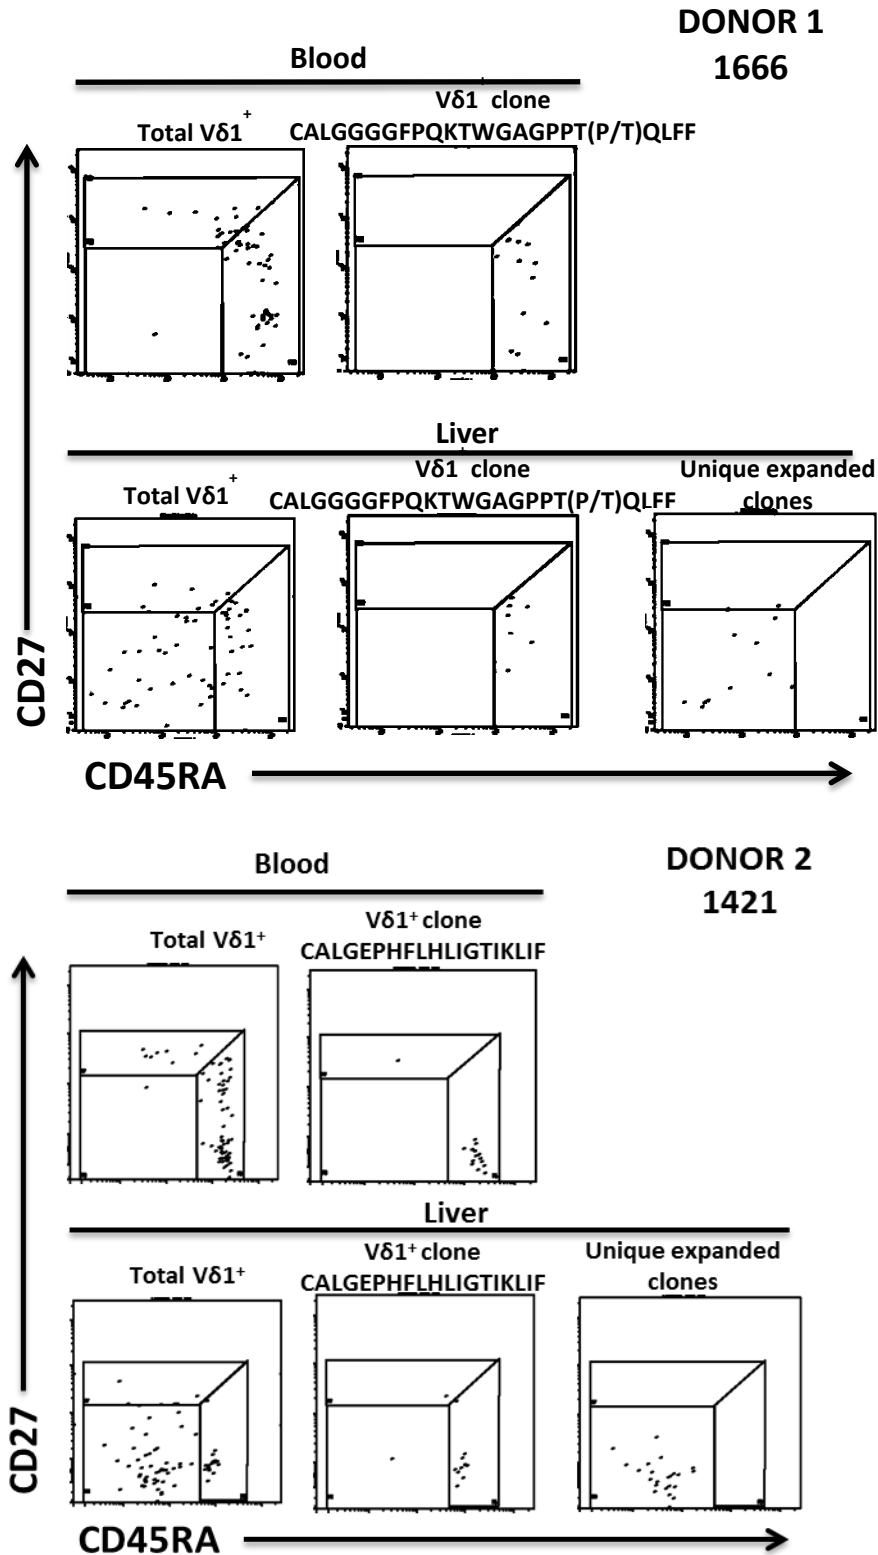 DONOR 1
1666
Blood
Total Vδ1+
Vδ1 clone
CALGGGGFPQKTWGAGPPT(P/T)QLFF
Liver
Total Vδ1+
Vδ1 clone
CALGGGGFPQKTWGAGPPT(P/T)QLFF
Unique expanded
clones
CD27
CD45RA
DONOR 2
1421
Blood
Total Vδ1+
Vδ1+ clone
CALGEPHFLHLIGTIKLIF
Liver
Total Vδ1+
Vδ1+ clone
CALGEPHFLHLIGTIKLIF
Unique expanded
clones
CD27
CD45RA